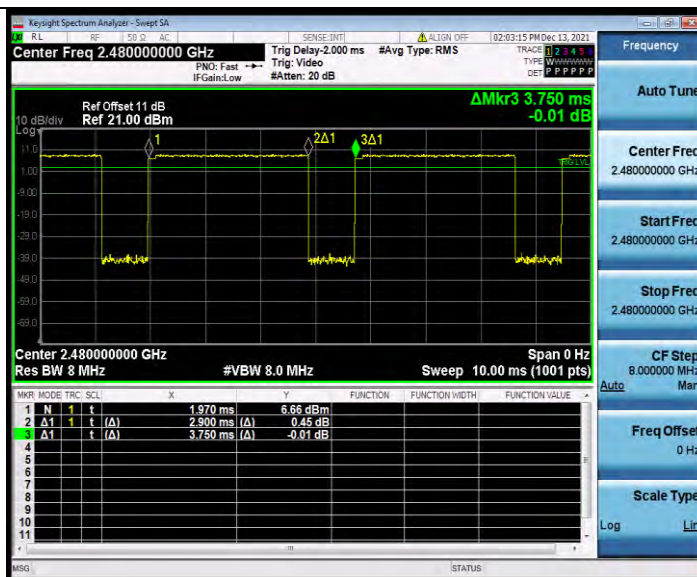 Keysight Spectrum Analyzer - Swept SA
RL RF 50 Ω AC SENSE:INT ALIGN OFF 02:03:15 PM Dec 13, 2021
Center Freq 2.480000000 GHz
PNO: Fast
IFGain:Low
Trig Delay-2.000 ms
Trig: Video
#Atten: 20 dB
#Avg Type: RMS
TRACE 1 2 3 4 5 6
TYPE W
DET P P P P P P
Frequency
Auto Tune
Center Freq
2.480000000 GHz
Start Freq
2.480000000 GHz
Stop Freq
2.480000000 GHz
CF Step
8.000000 MHz
Auto Man
Freq Offset
0 Hz
Scale Type
Log Lin
ΔMkr3 3.750 ms
-0.01 dB
Ref Offset 11 dB
10 dB/div Ref 21.00 dBm
Log
1 2Δ1 3Δ1
11.0
TRIG LVL
1.00
-9.00
-19.0
-29.0
-39.0
-49.0
-59.0
-69.0
Center 2.480000000 GHz Span 0 Hz
Res BW 8 MHz #VBW 8.0 MHz Sweep 10.00 ms (1001 pts)
MKR MODE TRC SCL X Y FUNCTION FUNCTION WIDTH FUNCTION VALUE
1 N 1 t 1.970 ms 6.66 dBm
2 Δ1 1 t (Δ) 2.900 ms (Δ) 0.45 dB
3 Δ1 t (Δ) 3.750 ms (Δ) -0.01 dB
4
5
6
7
8
9
10
11
MSG STATUS